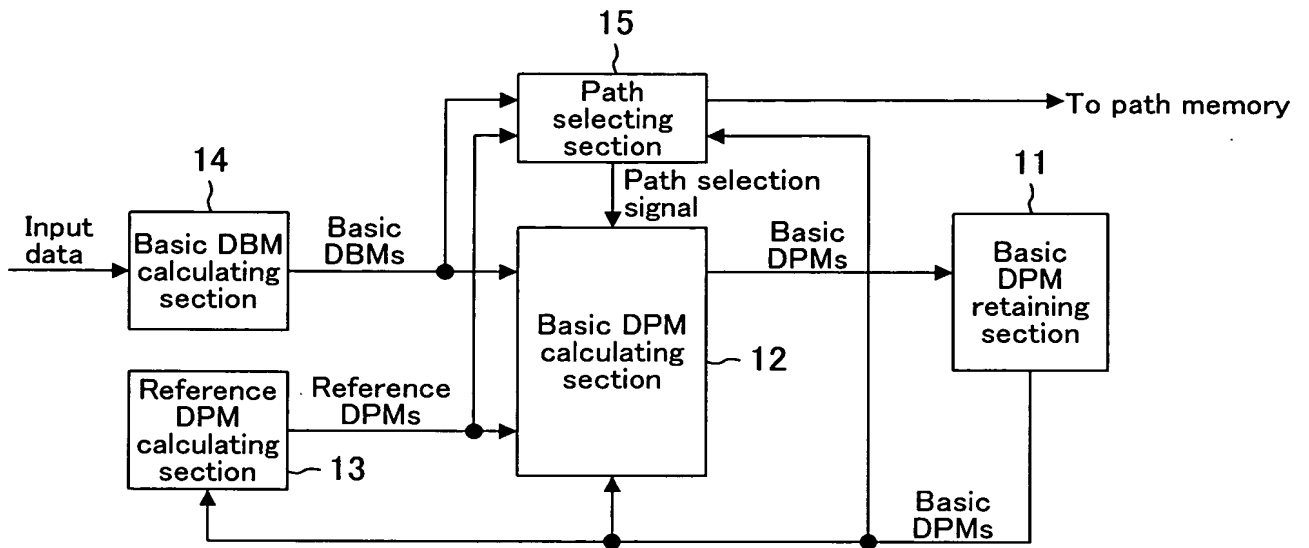 15
Path
selecting
section
To path memory
14
Path selection
signal
11
Input
data
Basic DBM
calculating
section
Basic
DBMs
Basic
DPMs
Basic
DPM
retaining
section
Basic DPM
calculating
section
12
Reference
DPM
calculating
section
Reference
DPMs
13
Basic
DPMs